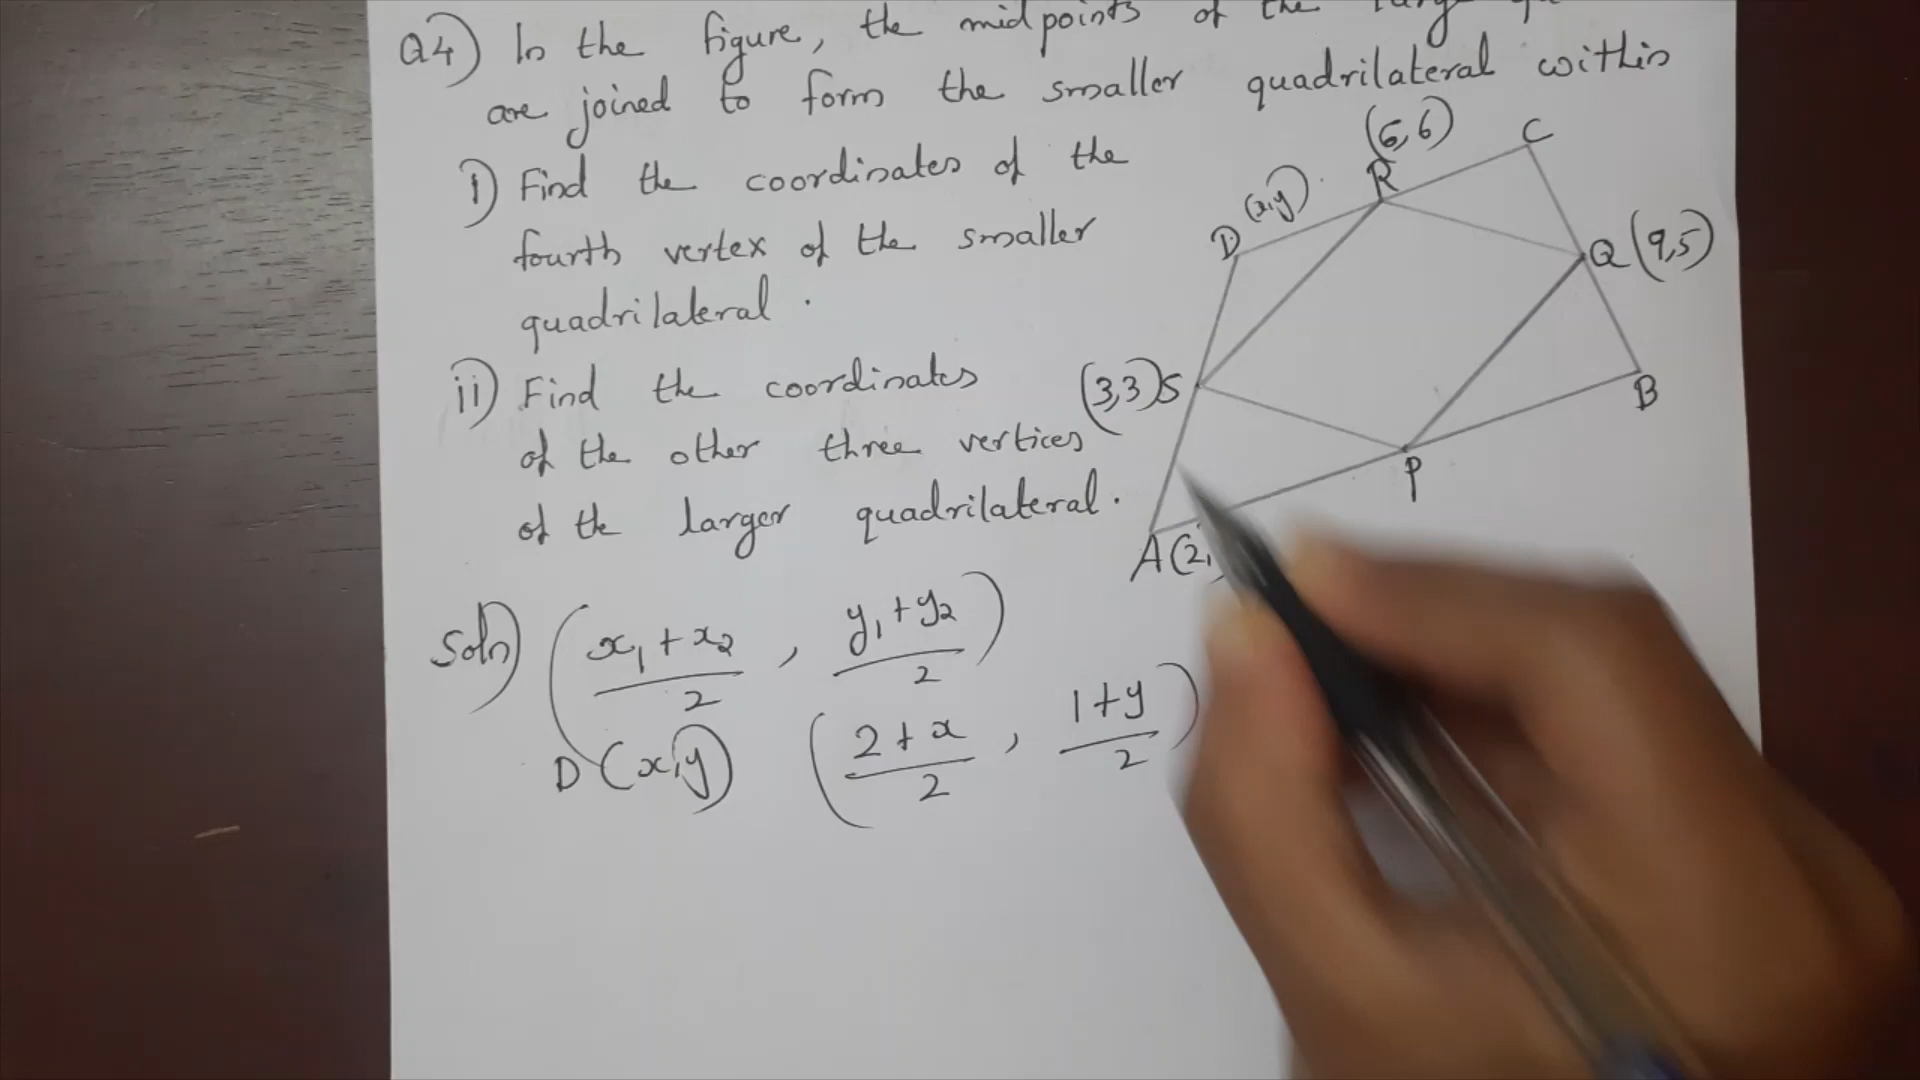 Q4) In the figure, the midpoints of the
are joined to form the smaller quadrilateral within
i) Find the coordinates of the
fourth vertex of the smaller
quadrilateral.
ii) Find the coordinates
of the other three vertices
of the larger quadrilateral.
(6,6)
C
R
(x,y)
D
Q (9,5)
(3,3) S
B
P
A (2,
Soln) (x₁ + x₂ / 2 , y₁ + y₂ / 2)
D (x,y) (2 + x / 2 , 1 + y / 2)